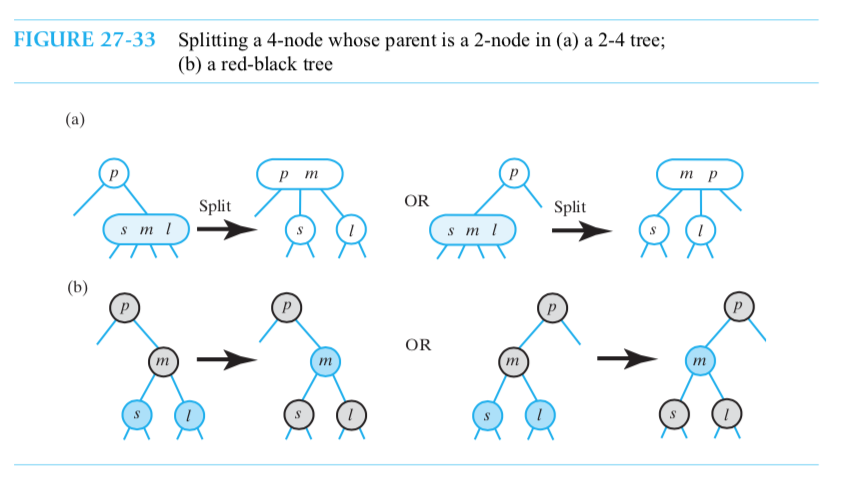 FIGURE 27-33 Splitting a 4-node whose parent is a 2-node in (a) a 2-4 tree;
(b) a red-black tree
(a)
p
s m l
Split
p m
s
l
OR
p
s m l
Split
m p
s
l
(b)
p
m
s
l
p
m
s
l
OR
p
m
s
l
p
m
s
l